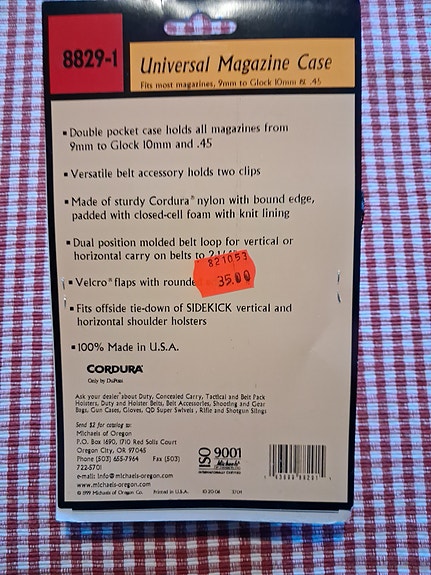 8829-1
Universal Magazine Case
Fits most magazines, 9mm to Glock 10mm & .45
▪ Double pocket case holds all magazines from
9mm to Glock 10mm and .45
▪ Versatile belt accessory holds two clips
▪ Made of sturdy Cordura® nylon with bound edge,
padded with closed-cell foam with knit lining
▪ Dual position molded belt loop for vertical or
horizontal carry on belts to 2
821053
35.00
▪ Velcro® flaps with rounde
▪ Fits offside tie-down of SIDEKICK vertical and
horizontal shoulder holsters
▪ 100% Made in U.S.A.
CORDURA
Only by DuPont
Ask your dealer about Duty, Concealed Carry, Tactical and Belt Pack
Holsters, Duty and Holster Belts, Belt Accessories, Shooting and Gear
Bags, Gun Cases, Gloves, QD Super Swivels, Rifle and Shotgun Slings
Send $2 for catalog to:
Michaels of Oregon
P.O. Box 1690, 1710 Red Soils Court
Oregon City, OR 97045
Phone (503) 655-7964 Fax (503)
722-5701
e-mail: info@michaels-oregon.com
www.michaels-oregon.com
©1999 Michaels of Oregon Co. Printed in U.S.A.
ISO 9001
Michaels